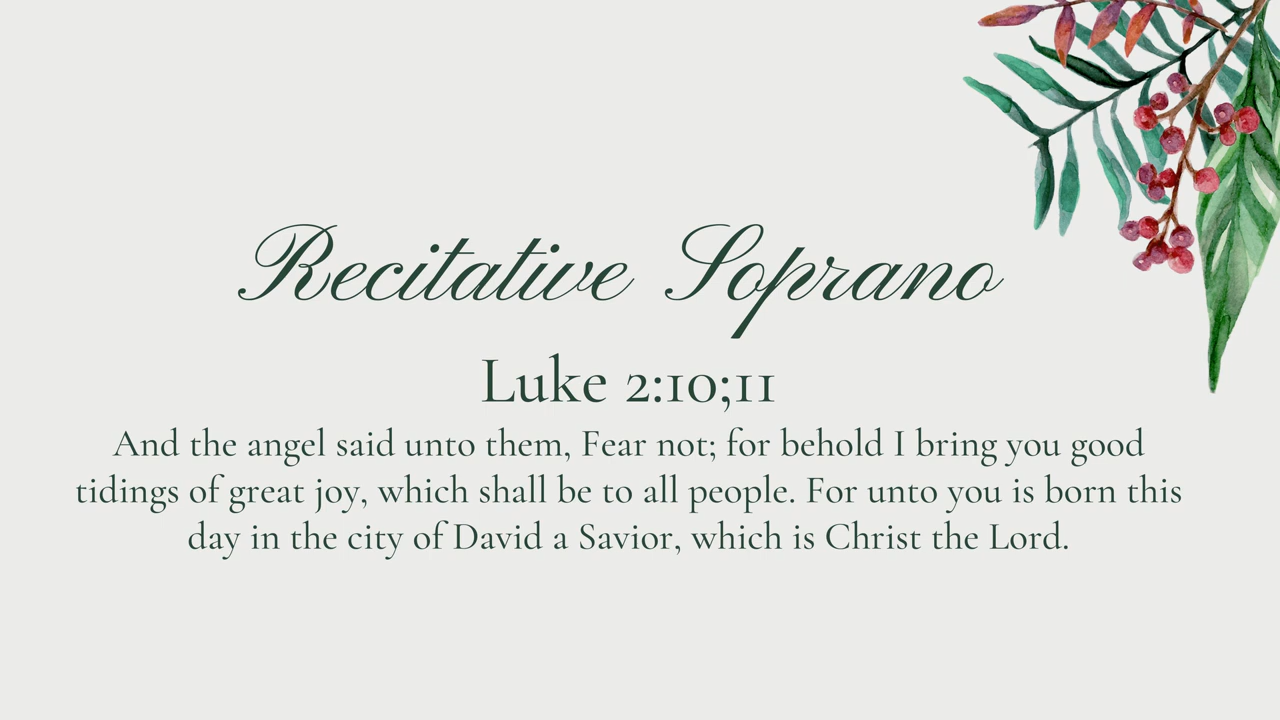 Recitative Soprano
Luke 2:10;11
And the angel said unto them, Fear not; for behold I bring you good
tidings of great joy, which shall be to all people. For unto you is born this
day in the city of David a Savior, which is Christ the Lord.